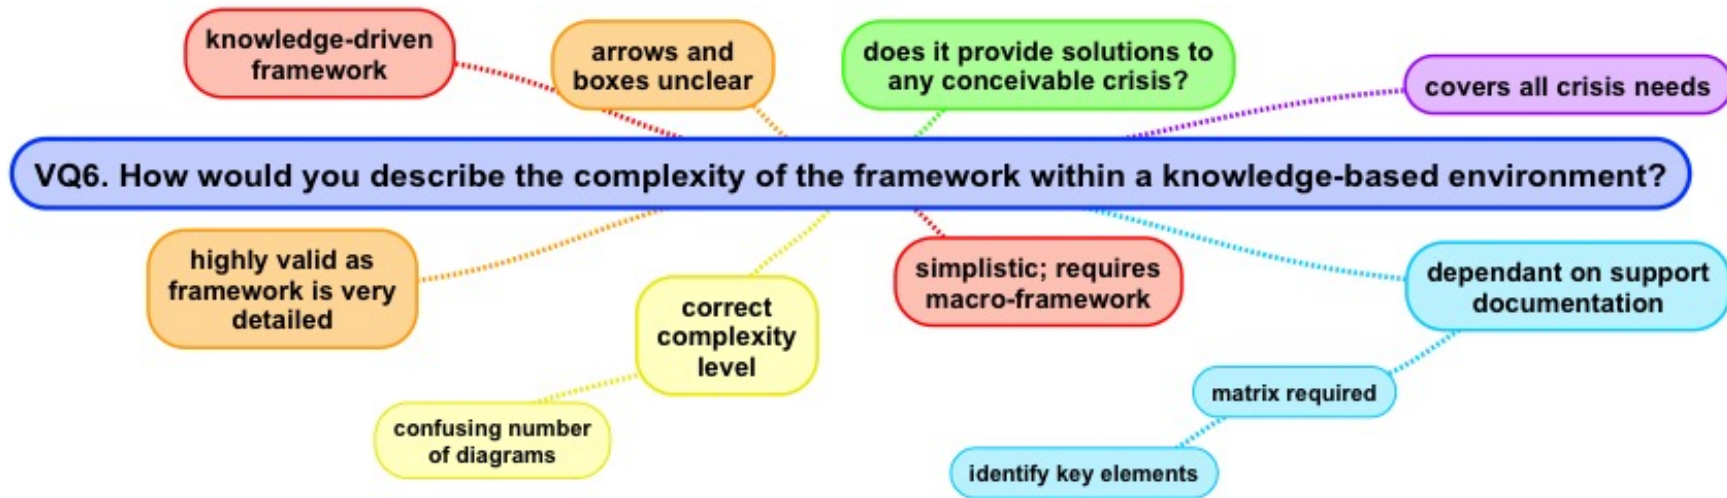 knowledge-driven
framework
arrows and
boxes unclear
does it provide solutions to
any conceivable crisis?
covers all crisis needs
VQ6. How would you describe the complexity of the framework within a knowledge-based environment?
highly valid as
framework is very
detailed
correct
complexity
level
simplistic; requires
macro-framework
dependant on support
documentation
confusing number
of diagrams
matrix required
identify key elements